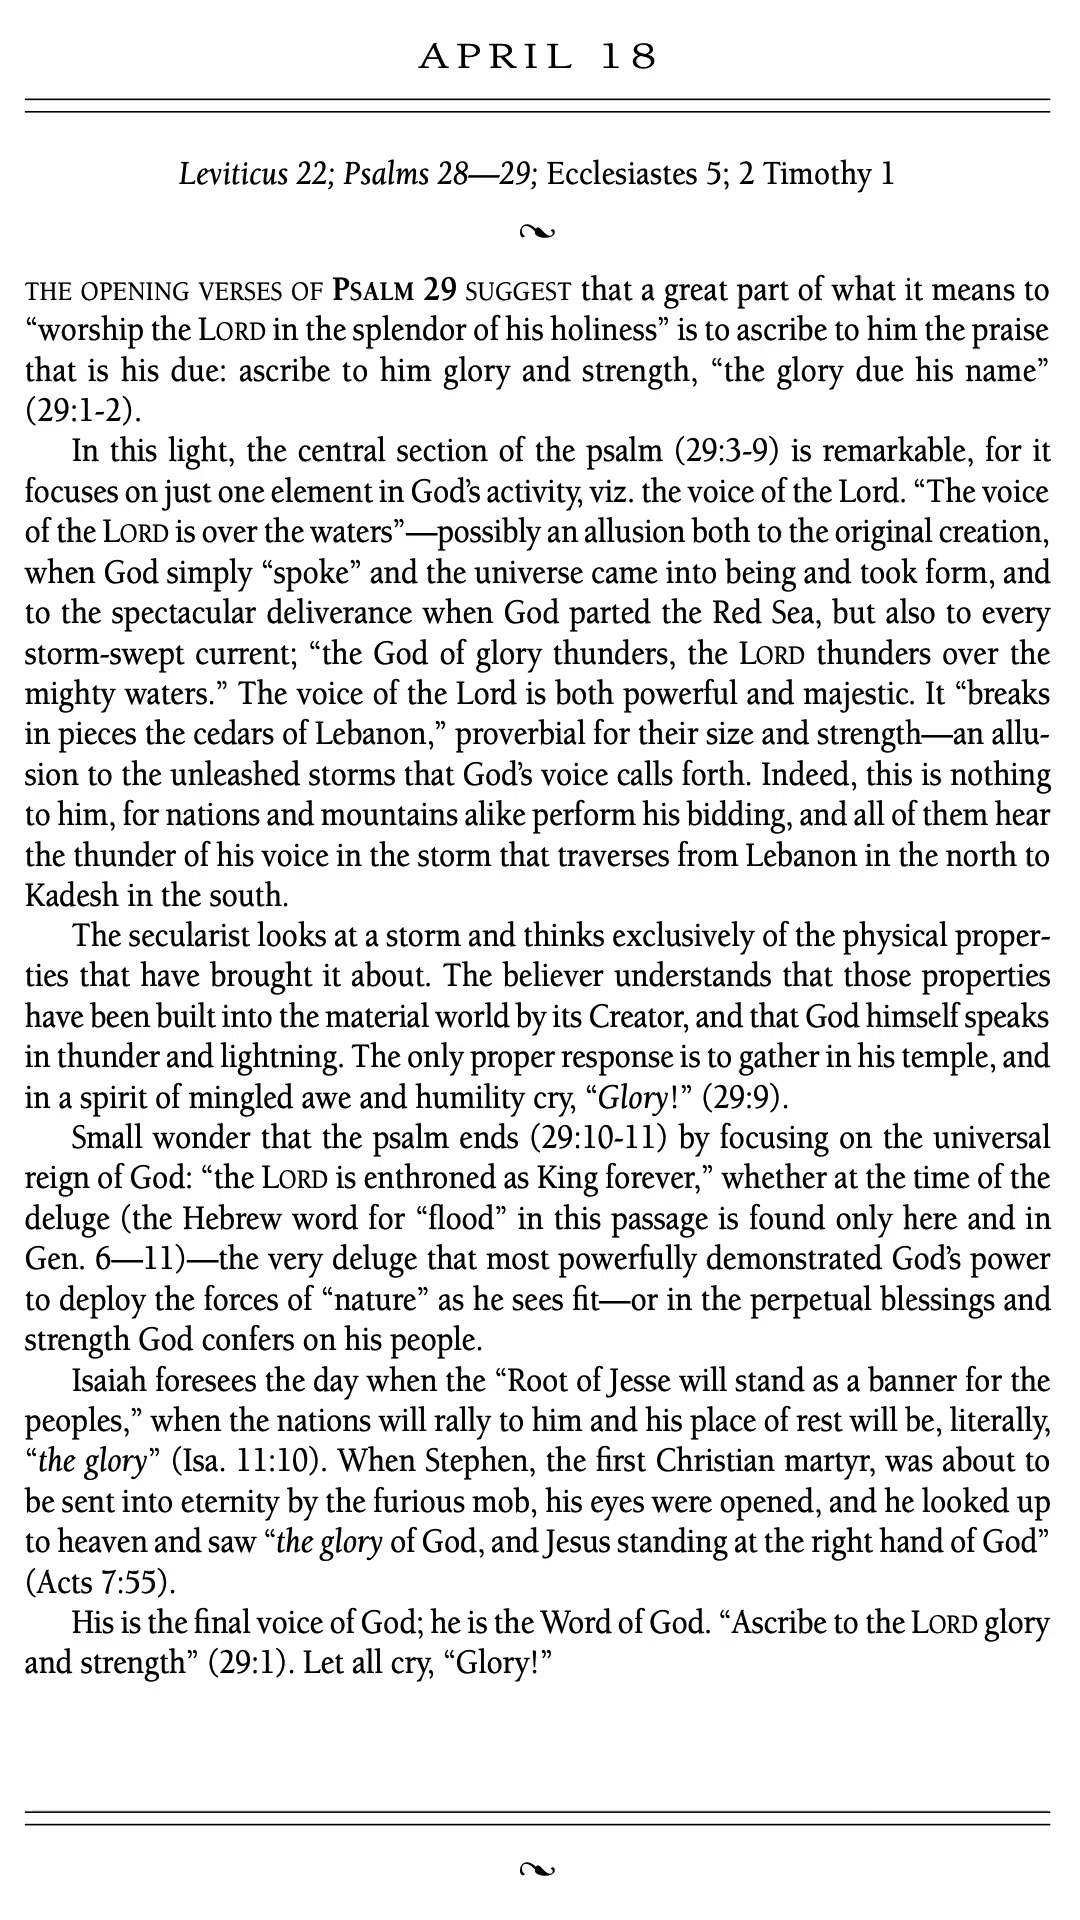 APRIL 18
Leviticus 22; Psalms 28—29; Ecclesiastes 5; 2 Timothy 1
THE OPENING VERSES OF PSALM 29 SUGGEST that a great part of what it means to
“worship the LORD in the splendor of his holiness” is to ascribe to him the praise
that is his due: ascribe to him glory and strength, “the glory due his name”
(29:1-2).
In this light, the central section of the psalm (29:3-9) is remarkable, for it
focuses on just one element in God’s activity, viz. the voice of the Lord. “The voice
of the LORD is over the waters”—possibly an allusion both to the original creation,
when God simply “spoke” and the universe came into being and took form, and
to the spectacular deliverance when God parted the Red Sea, but also to every
storm-swept current; “the God of glory thunders, the LORD thunders over the
mighty waters.” The voice of the Lord is both powerful and majestic. It “breaks
in pieces the cedars of Lebanon,” proverbial for their size and strength—an allu-
sion to the unleashed storms that God’s voice calls forth. Indeed, this is nothing
to him, for nations and mountains alike perform his bidding, and all of them hear
the thunder of his voice in the storm that traverses from Lebanon in the north to
Kadesh in the south.
The secularist looks at a storm and thinks exclusively of the physical proper-
ties that have brought it about. The believer understands that those properties
have been built into the material world by its Creator, and that God himself speaks
in thunder and lightning. The only proper response is to gather in his temple, and
in a spirit of mingled awe and humility cry, “Glory!” (29:9).
Small wonder that the psalm ends (29:10-11) by focusing on the universal
reign of God: “the LORD is enthroned as King forever,” whether at the time of the
deluge (the Hebrew word for “flood” in this passage is found only here and in
Gen. 6—11)—the very deluge that most powerfully demonstrated God’s power
to deploy the forces of “nature” as he sees fit—or in the perpetual blessings and
strength God confers on his people.
Isaiah foresees the day when the “Root of Jesse will stand as a banner for the
peoples,” when the nations will rally to him and his place of rest will be, literally,
“the glory” (Isa. 11:10). When Stephen, the first Christian martyr, was about to
be sent into eternity by the furious mob, his eyes were opened, and he looked up
to heaven and saw “the glory of God, and Jesus standing at the right hand of God”
(Acts 7:55).
His is the final voice of God; he is the Word of God. “Ascribe to the LORD glory
and strength” (29:1). Let all cry, “Glory!”